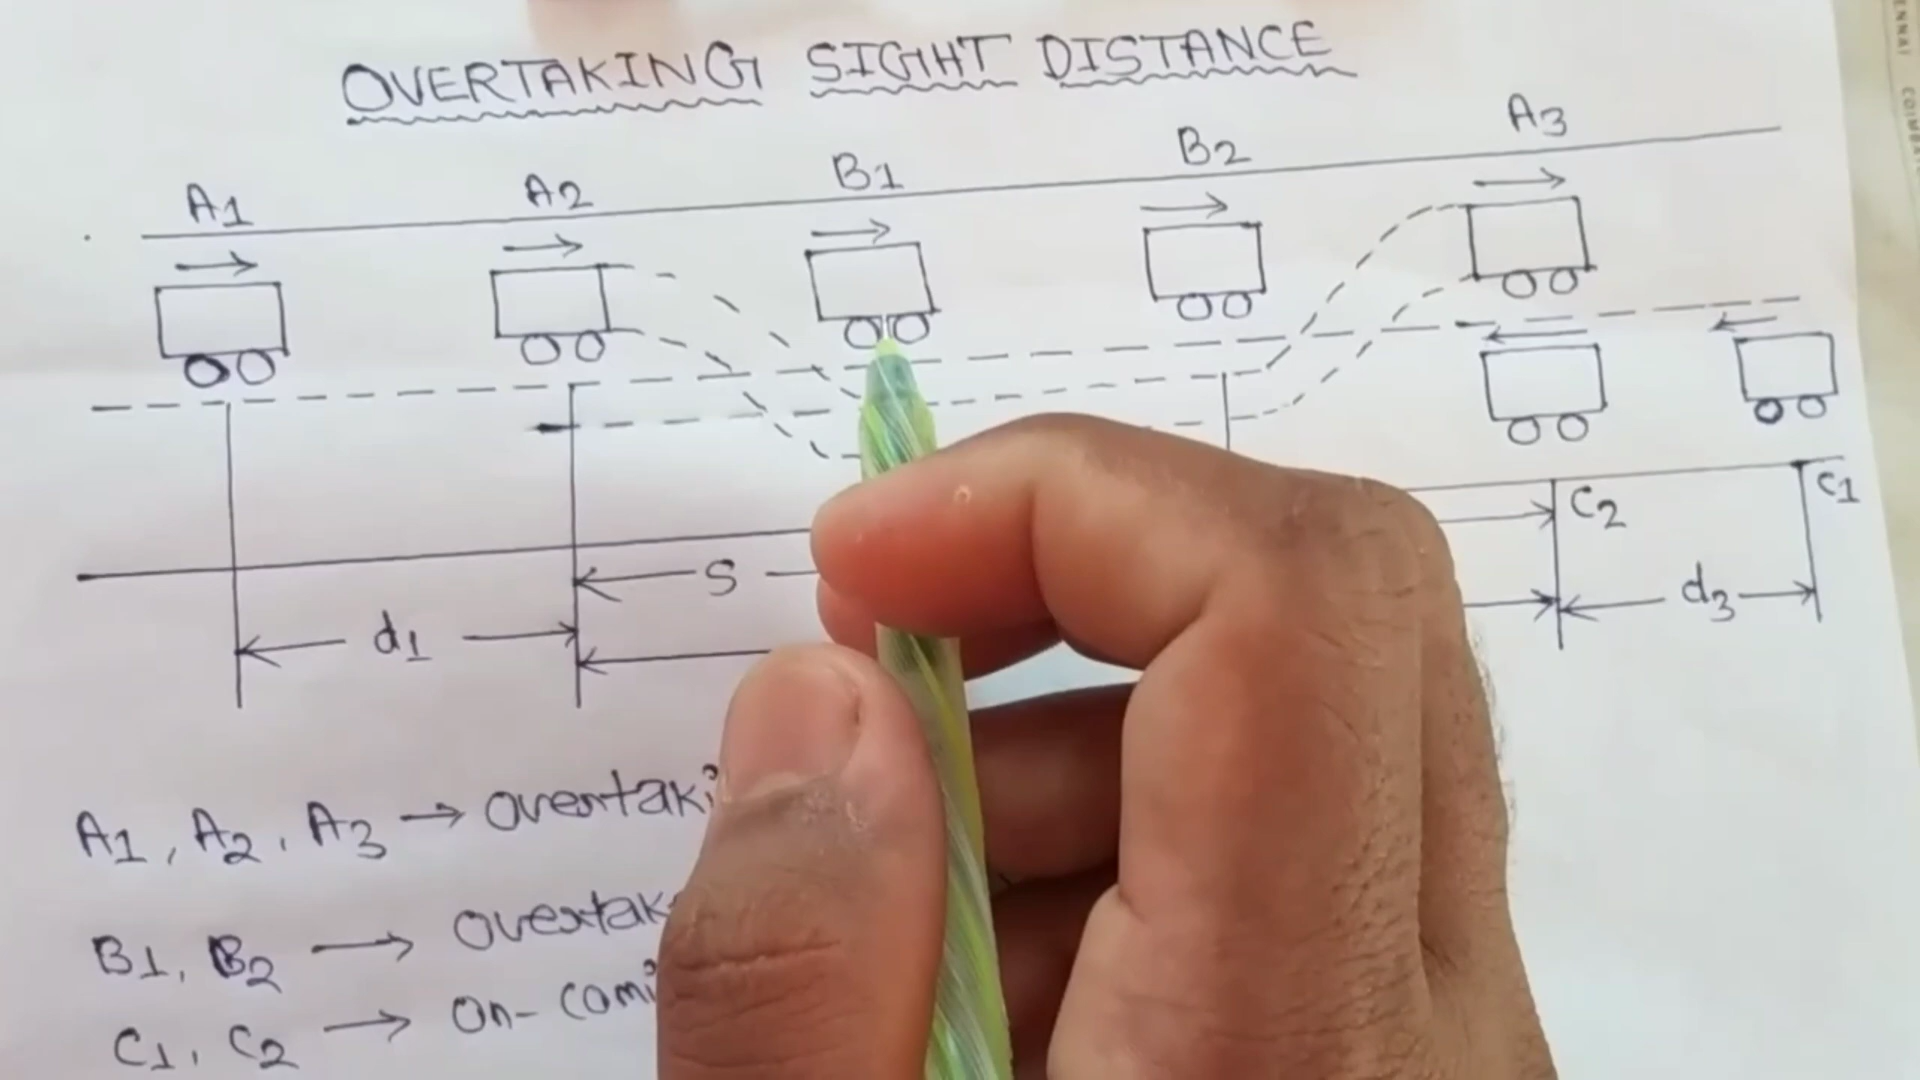 OVERTAKING SIGHT DISTANCE
A1 A2 B1 B2 A3
C2 C1
S
d1 d3
A1, A2, A3 → overtaki
B1, B2 → overtak
C1, C2 → on-comi